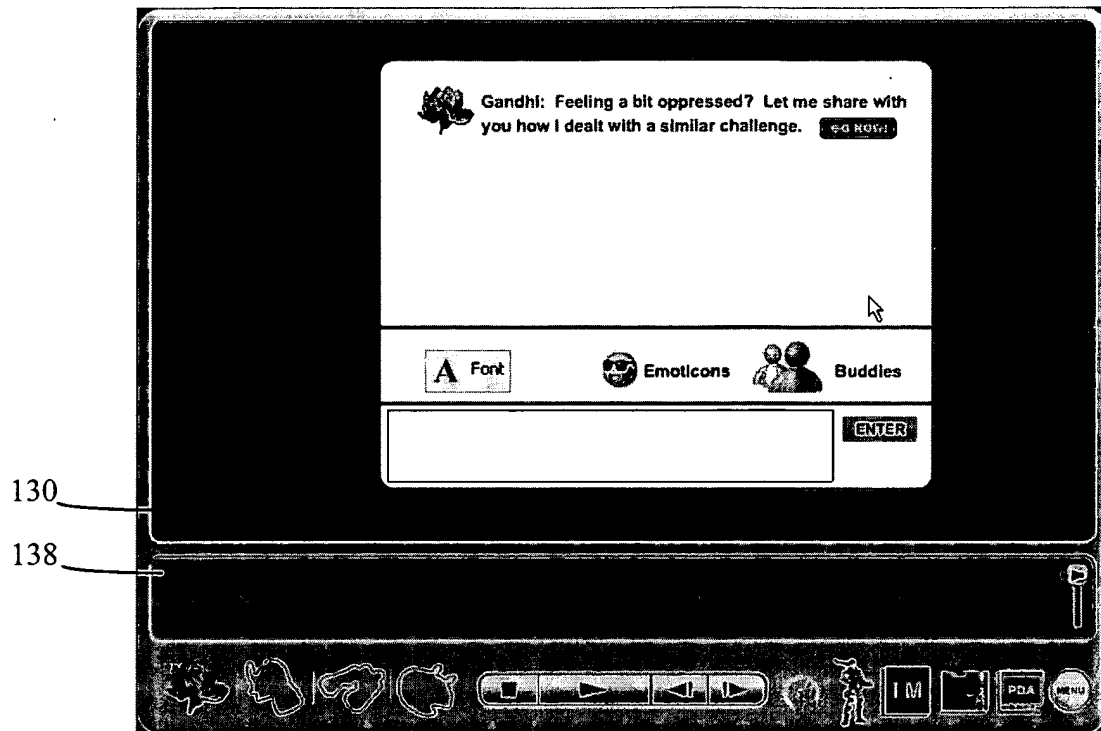 Gandhi: Feeling a bit oppressed? Let me share with
you how I dealt with a similar challenge.
A Font
Emoticons
Buddies
ENTER
130
138
IM
PDA
MENU